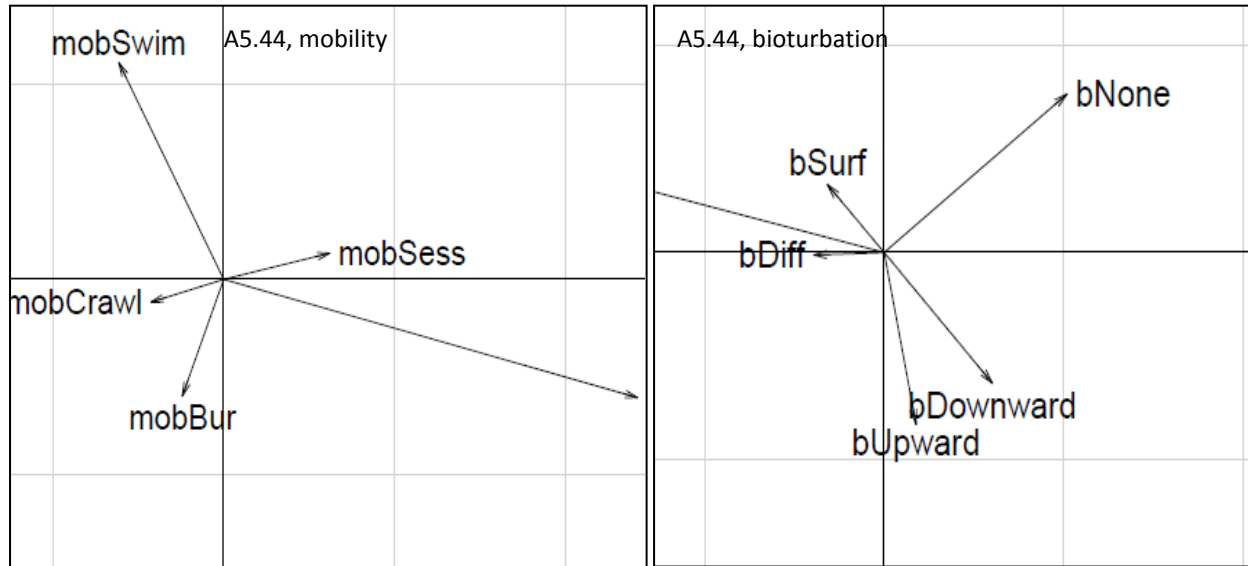 A5.44, mobility
mobSwim
mobSess
mobCrawl
mobBur
A5.44, bioturbation
bNone
bSurf
bDiff
bDownward
bUpward